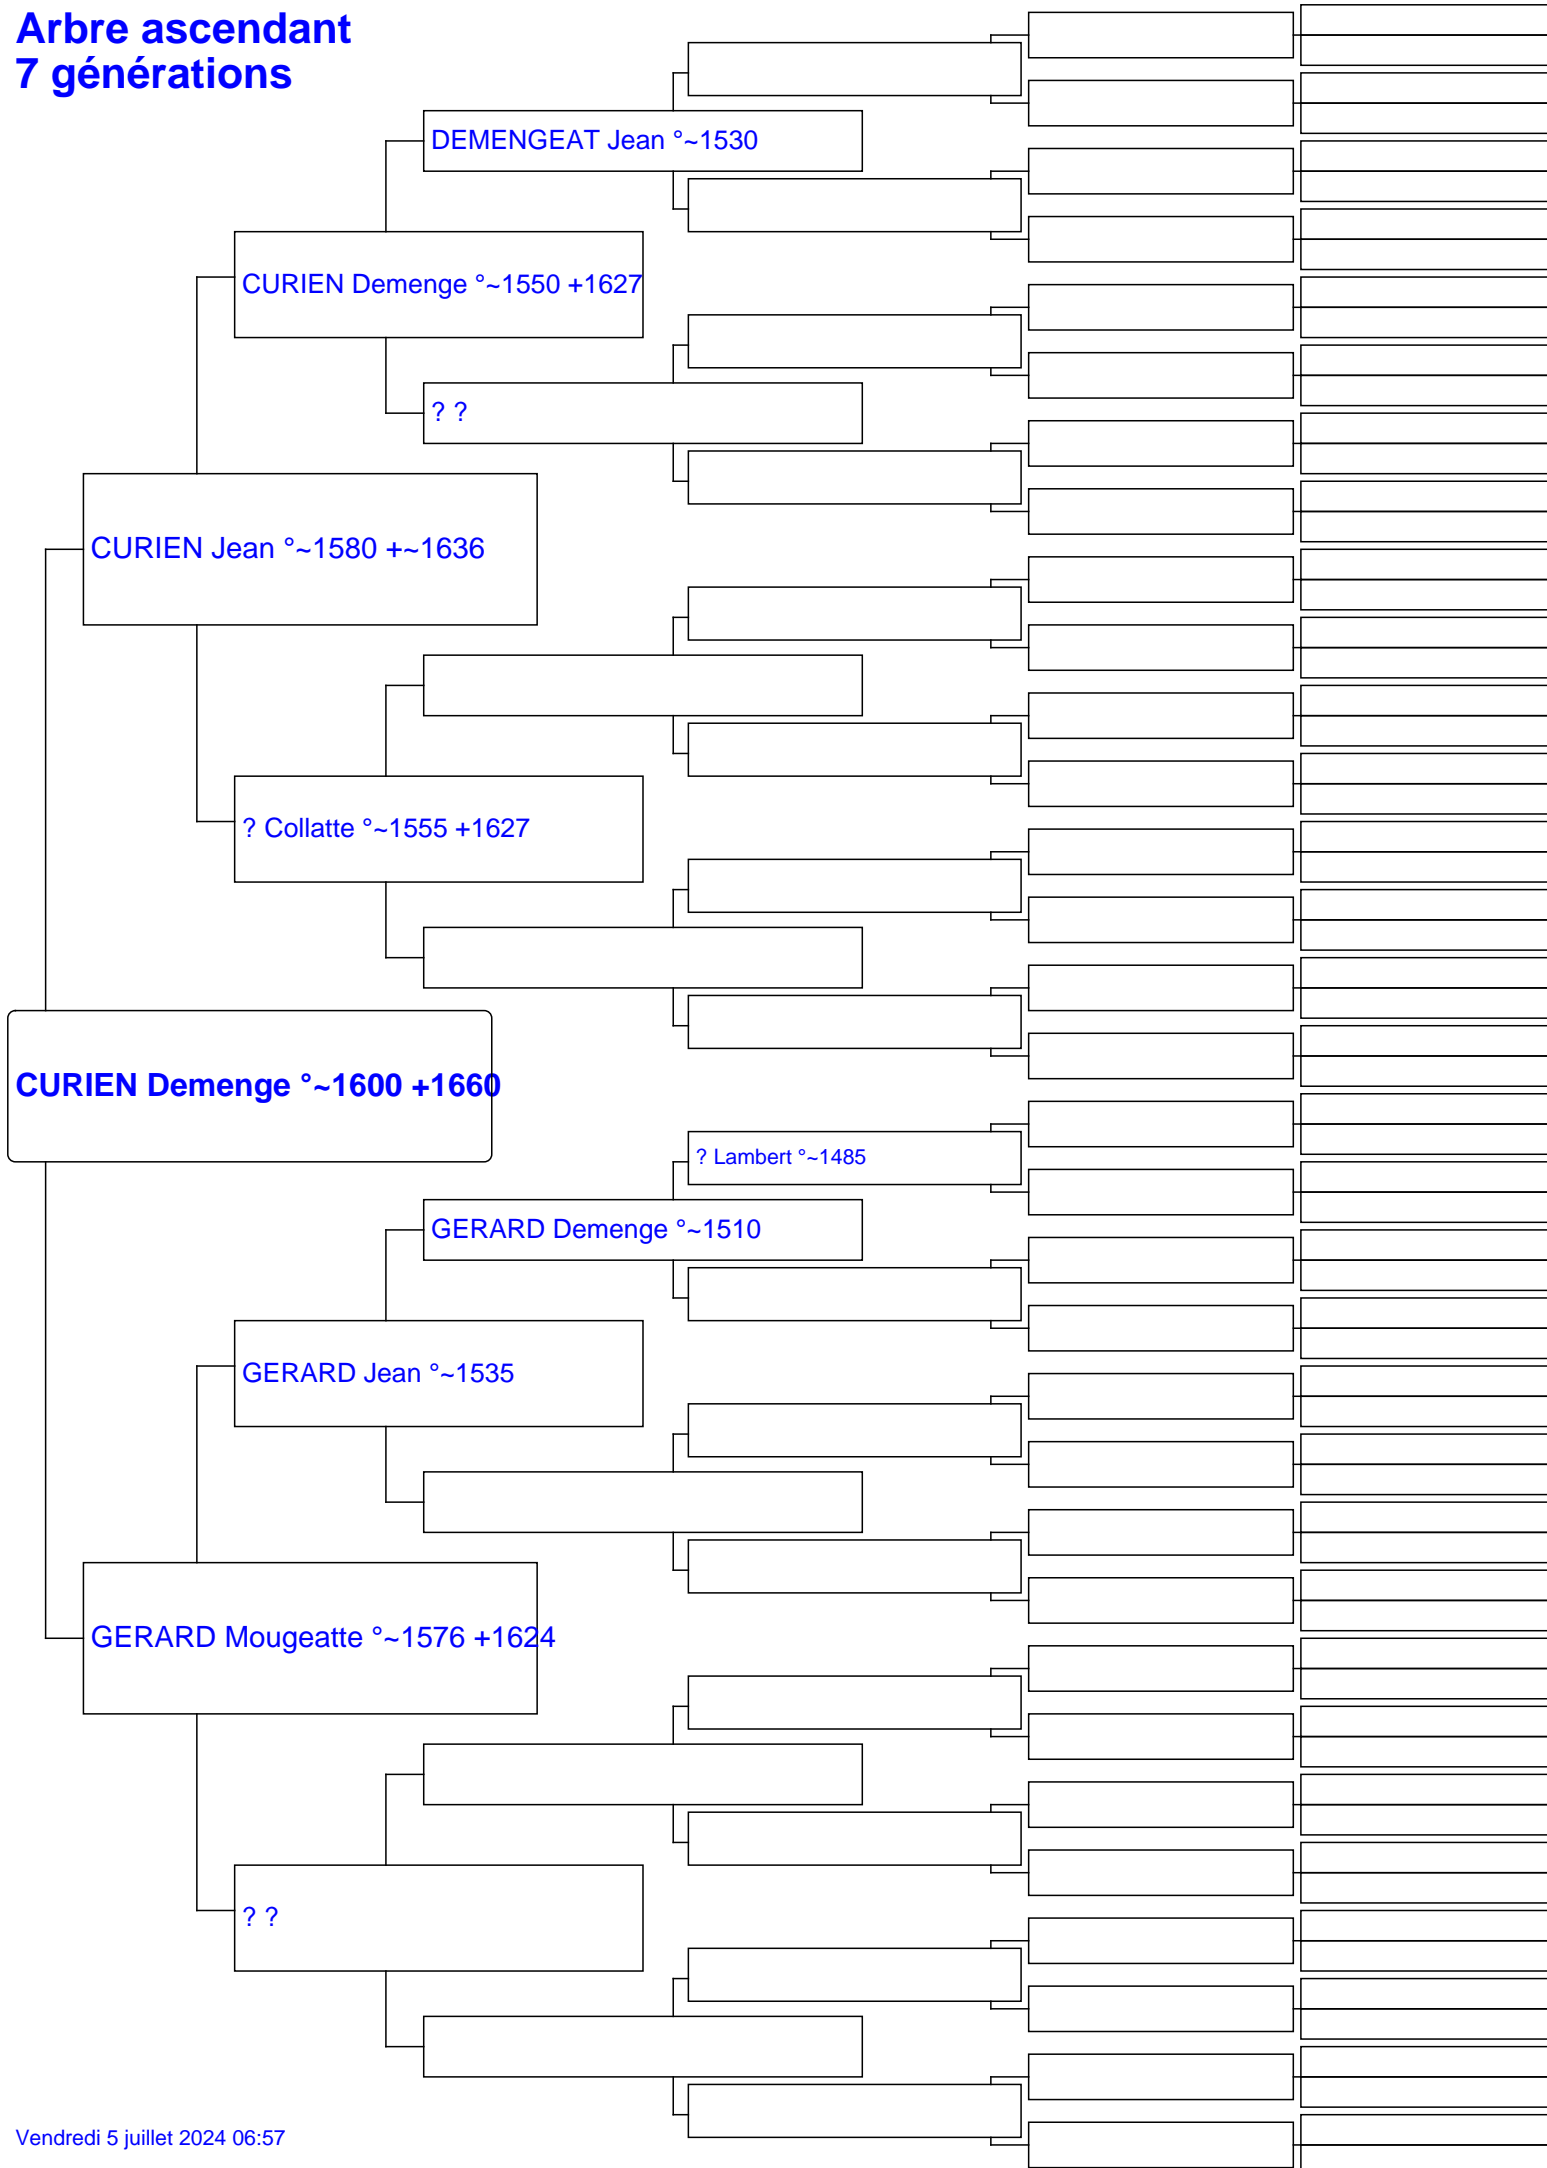 Arbre ascendant
7 générations
DEMENGEAT Jean °~1530
CURIEN Demenge °~1550 +1627
? ?
CURIEN Jean °~1580 +~1636
? Collatte °~1555 +1627
CURIEN Demenge °~1600 +1660
? Lambert °~1485
GERARD Demenge °~1510
GERARD Jean °~1535
GERARD Mougeatte °~1576 +1624
? ?
Vendredi 5 juillet 2024 06:57